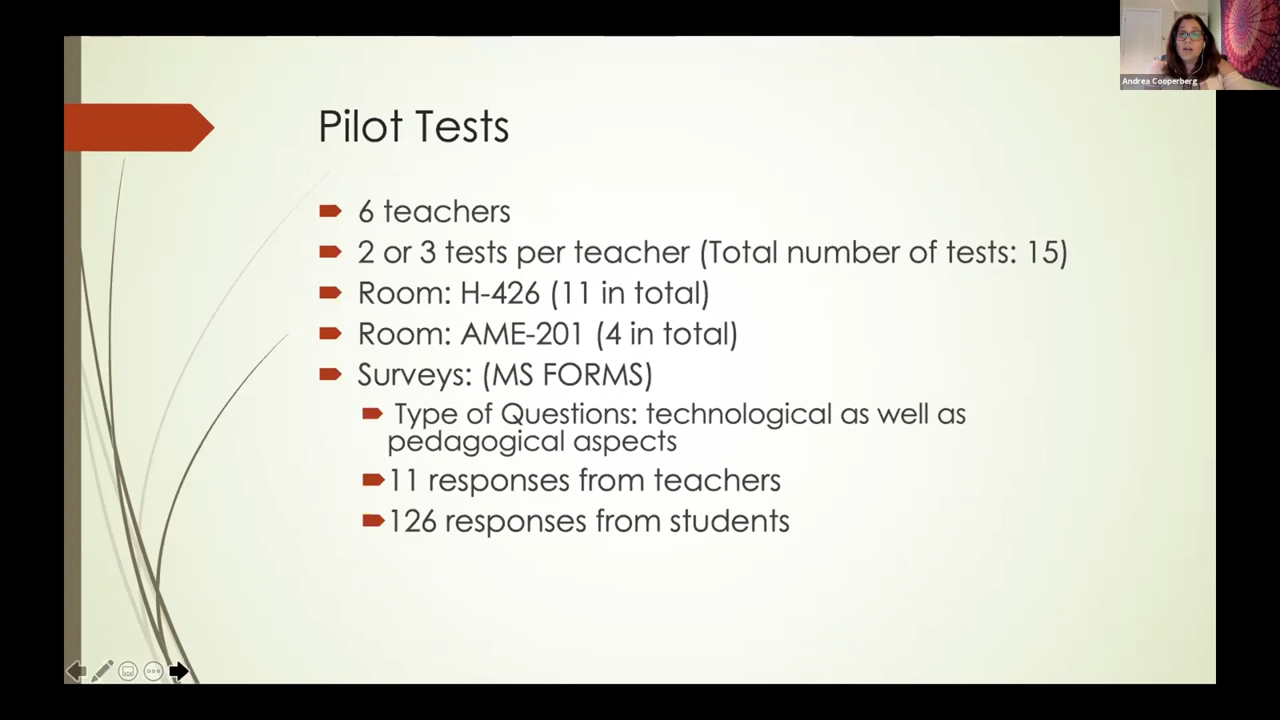 Andrea Cooperberg
Pilot Tests
6 teachers
2 or 3 tests per teacher (Total number of tests: 15)
Room: H-426 (11 in total)
Room: AME-201 (4 in total)
Surveys: (MS FORMS)
Type of Questions: technological as well as
pedagogical aspects
11 responses from teachers
126 responses from students